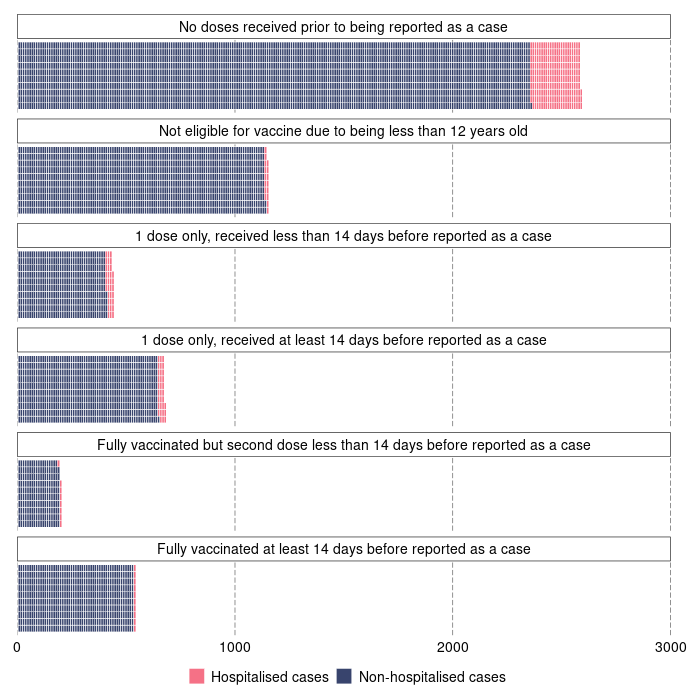 No doses received prior to being reported as a case
Not eligible for vaccine due to being less than 12 years old
1 dose only, received less than 14 days before reported as a case
1 dose only, received at least 14 days before reported as a case
Fully vaccinated but second dose less than 14 days before reported as a case
Fully vaccinated at least 14 days before reported as a case
0 1000 2000 3000
Hospitalised cases Non-hospitalised cases